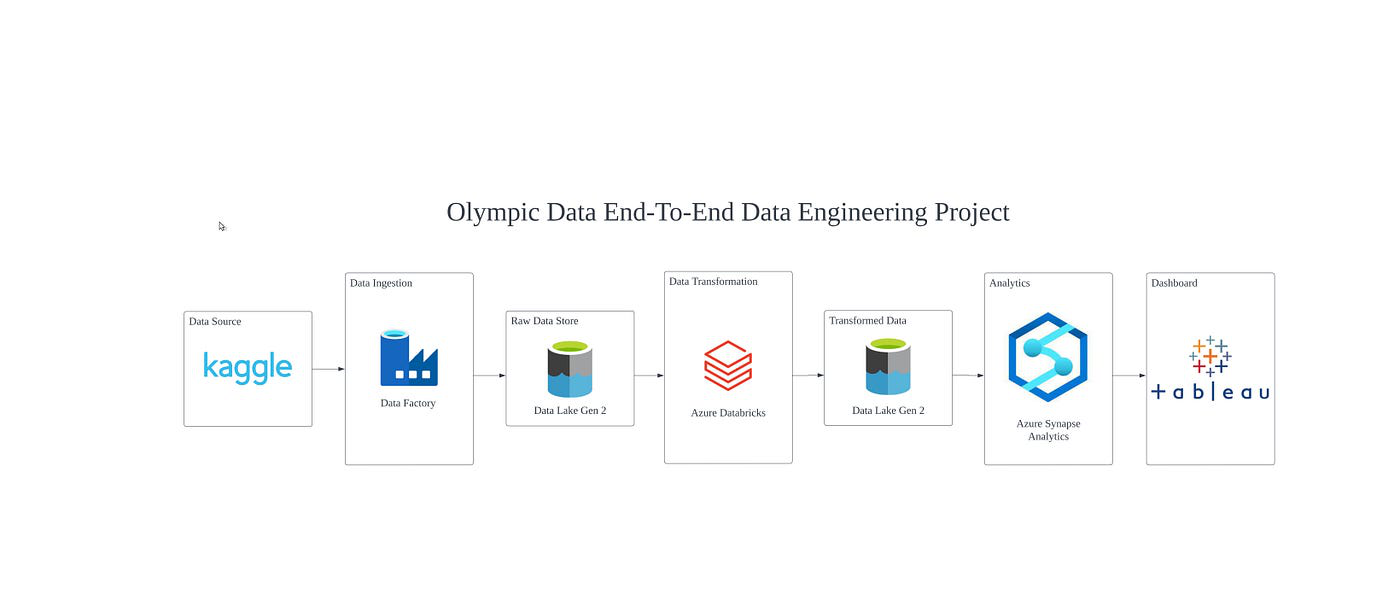 Olympic Data End-To-End Data Engineering Project
Data Source
kaggle
Data Ingestion
Data Factory
Raw Data Store
Data Lake Gen 2
Data Transformation
Azure Databricks
Transformed Data
Data Lake Gen 2
Analytics
Azure Synapse
Analytics
Dashboard
tableau